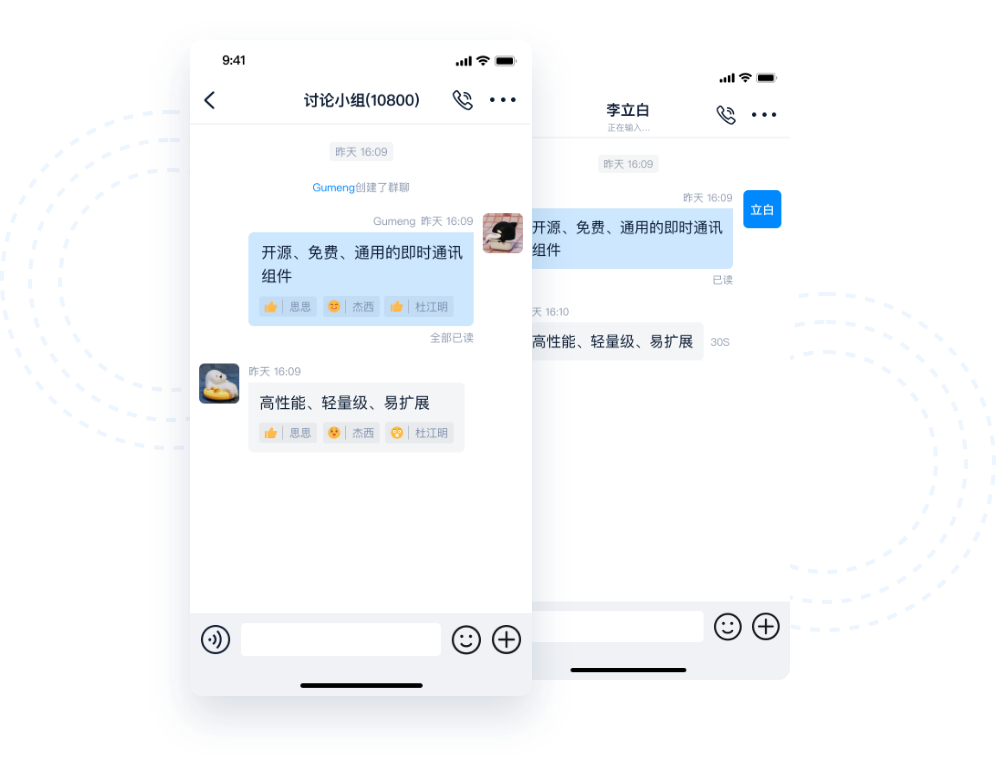 9:41
讨论小组(10800)
昨天 16:09
Gumeng创建了群聊
Gumeng 昨天 16:09
开源、免费、通用的即时通讯
组件
思思 杰西 杜江明
全部已读
昨天 16:09
高性能、轻量级、易扩展
思思 杰西 杜江明
李立白
正在输入...
昨天 16:09
昨天 16:09
立白
开源、免费、通用的即时通讯
组件
已读
天 16:10
高性能、轻量级、易扩展
30S